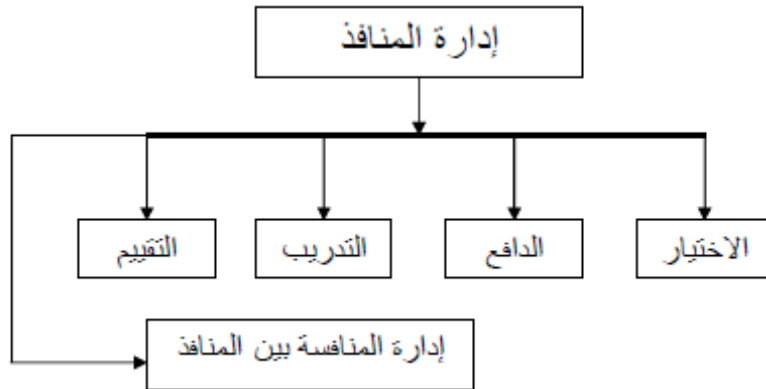 إدارة المنافذ
الاختيار
الدافع
التدريب
التقييم
إدارة المنافسة بين المنافذ